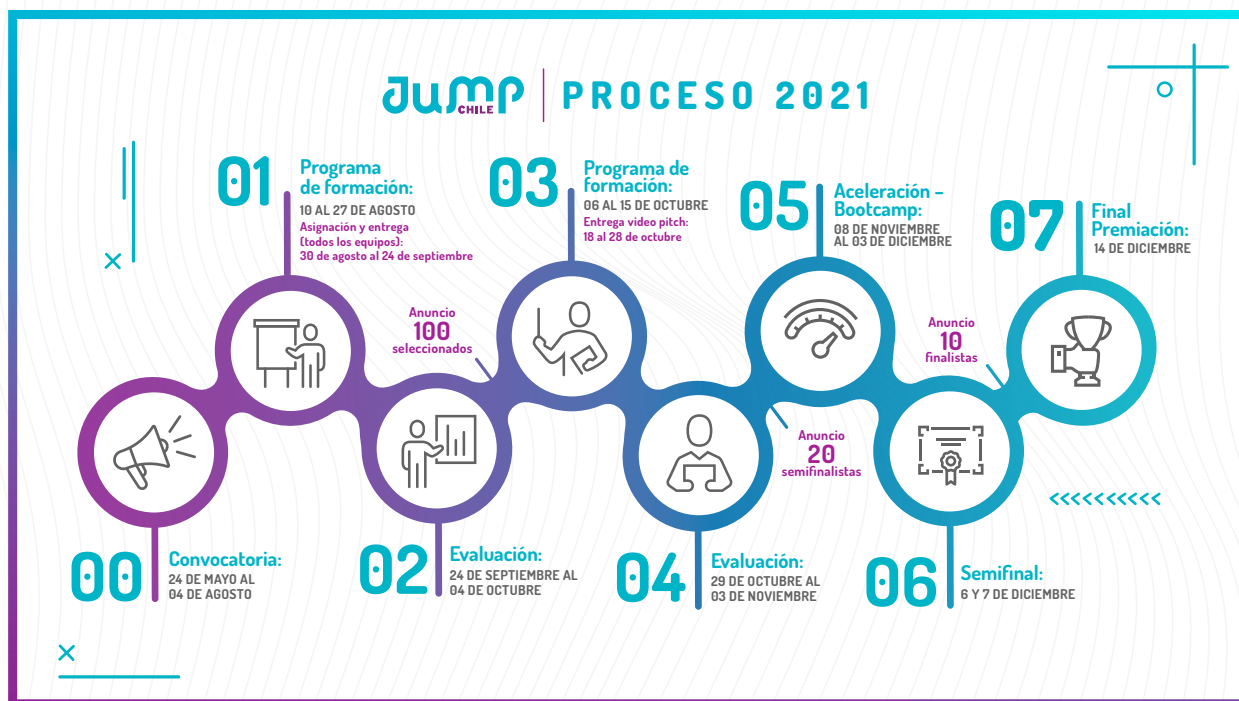 Jump CHILE | PROCESO 2021
00
Convocatoria:
24 DE MAYO AL
04 DE AGOSTO
01
Programa
de formación:
10 AL 27 DE AGOSTO
Asignación y entrega
(todos los equipos):
30 de agosto al 24 de septiembre
02
Evaluación:
24 DE SEPTIEMBRE AL
04 DE OCTUBRE
Anuncio
100
seleccionados
03
Programa de
formación:
06 AL 15 DE OCTUBRE
Entrega video pitch:
18 al 28 de octubre
04
Evaluación:
29 DE OCTUBRE AL
03 DE NOVIEMBRE
Anuncio
20
semifinalistas
05
Aceleración –
Bootcamp:
08 DE NOVIEMBRE
AL 03 DE DICIEMBRE
06
Semifinal:
6 Y 7 DE DICIEMBRE
Anuncio
10
finalistas
07
Final
Premiación:
14 DE DICIEMBRE